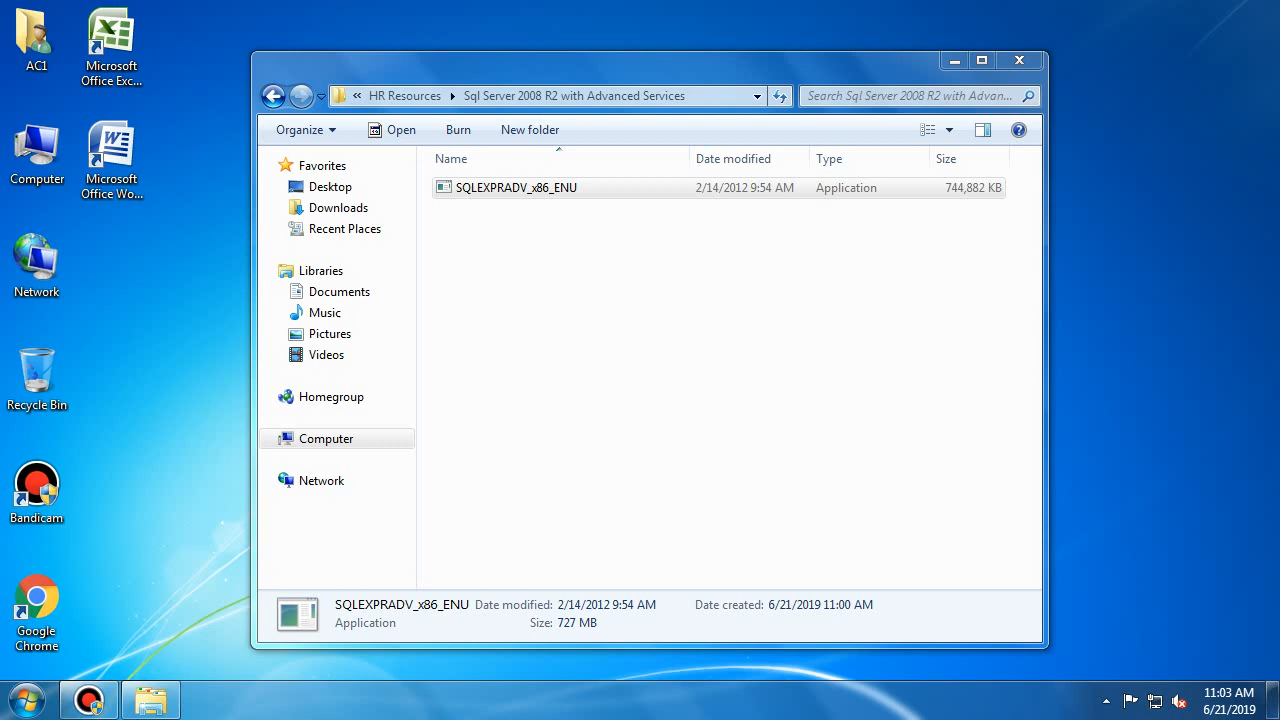 AC1
Microsoft
Office Exc...
Computer
Microsoft
Office Wo...
Network
Recycle Bin
Bandicam
Google
Chrome
« HR Resources Sql Server 2008 R2 with Advanced Services
Search Sql Server 2008 R2 with Advan...
Organize Open Burn New folder
Name Date modified Type Size
SQLEXPRADV_x86_ENU 2/14/2012 9:54 AM Application 744,882 KB
Favorites
Desktop
Downloads
Recent Places
Libraries
Documents
Music
Pictures
Videos
Homegroup
Computer
Network
SQLEXPRADV_x86_ENU Date modified: 2/14/2012 9:54 AM Date created: 6/21/2019 11:00 AM
Application Size: 727 MB
11:03 AM
6/21/2019